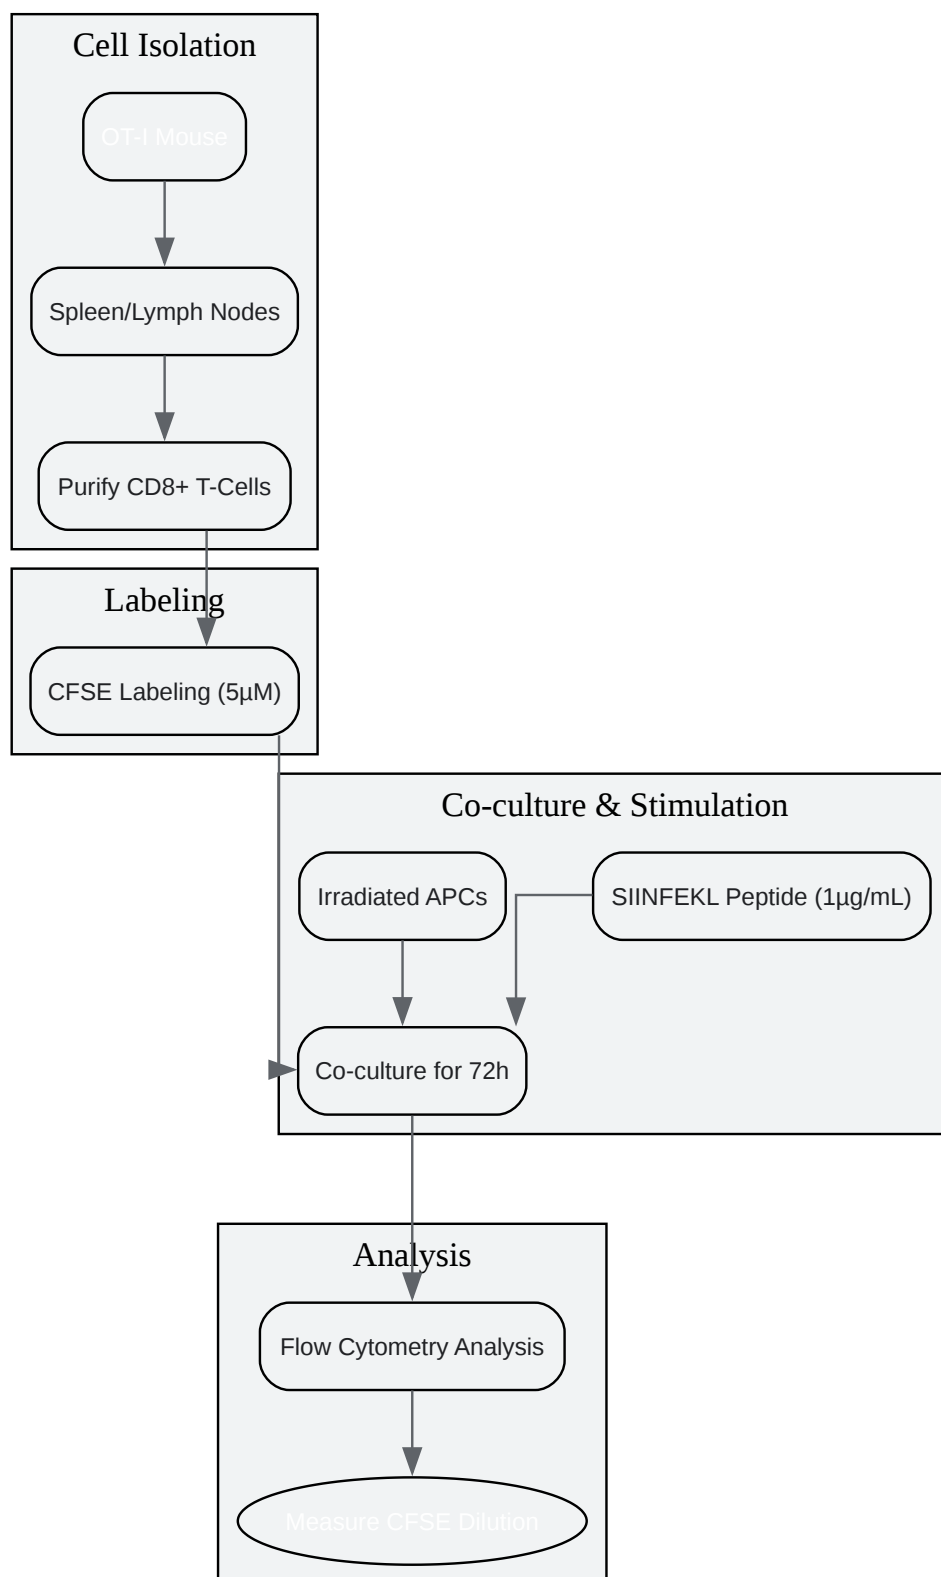 Cell Isolation
OT-I Mouse
Spleen/Lymph Nodes
Purify CD8+ T-Cells
Labeling
CFSE Labeling (5µM)
Co-culture & Stimulation
Irradiated APCs
SIINFEKL Peptide (1µg/mL)
Co-culture for 72h
Analysis
Flow Cytometry Analysis
Measure CFSE Dilution